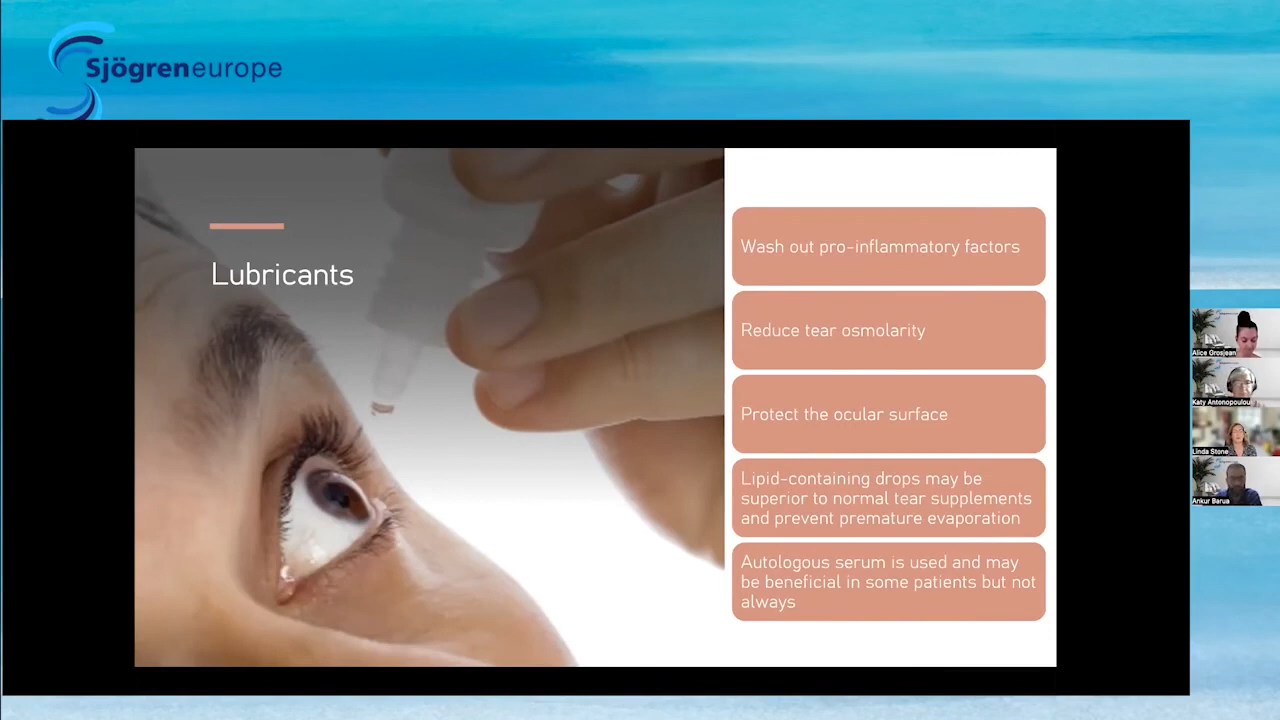 Sjögreneurope
Lubricants
Wash out pro-inflammatory factors
Reduce tear osmolarity
Protect the ocular surface
Lipid-containing drops may be
superior to normal tear supplements
and prevent premature evaporation
Autologous serum is used and may
be beneficial in some patients but not
always
Alice Grosjean
Katy Antonopoulou
Linda Stone
Ankur Barua